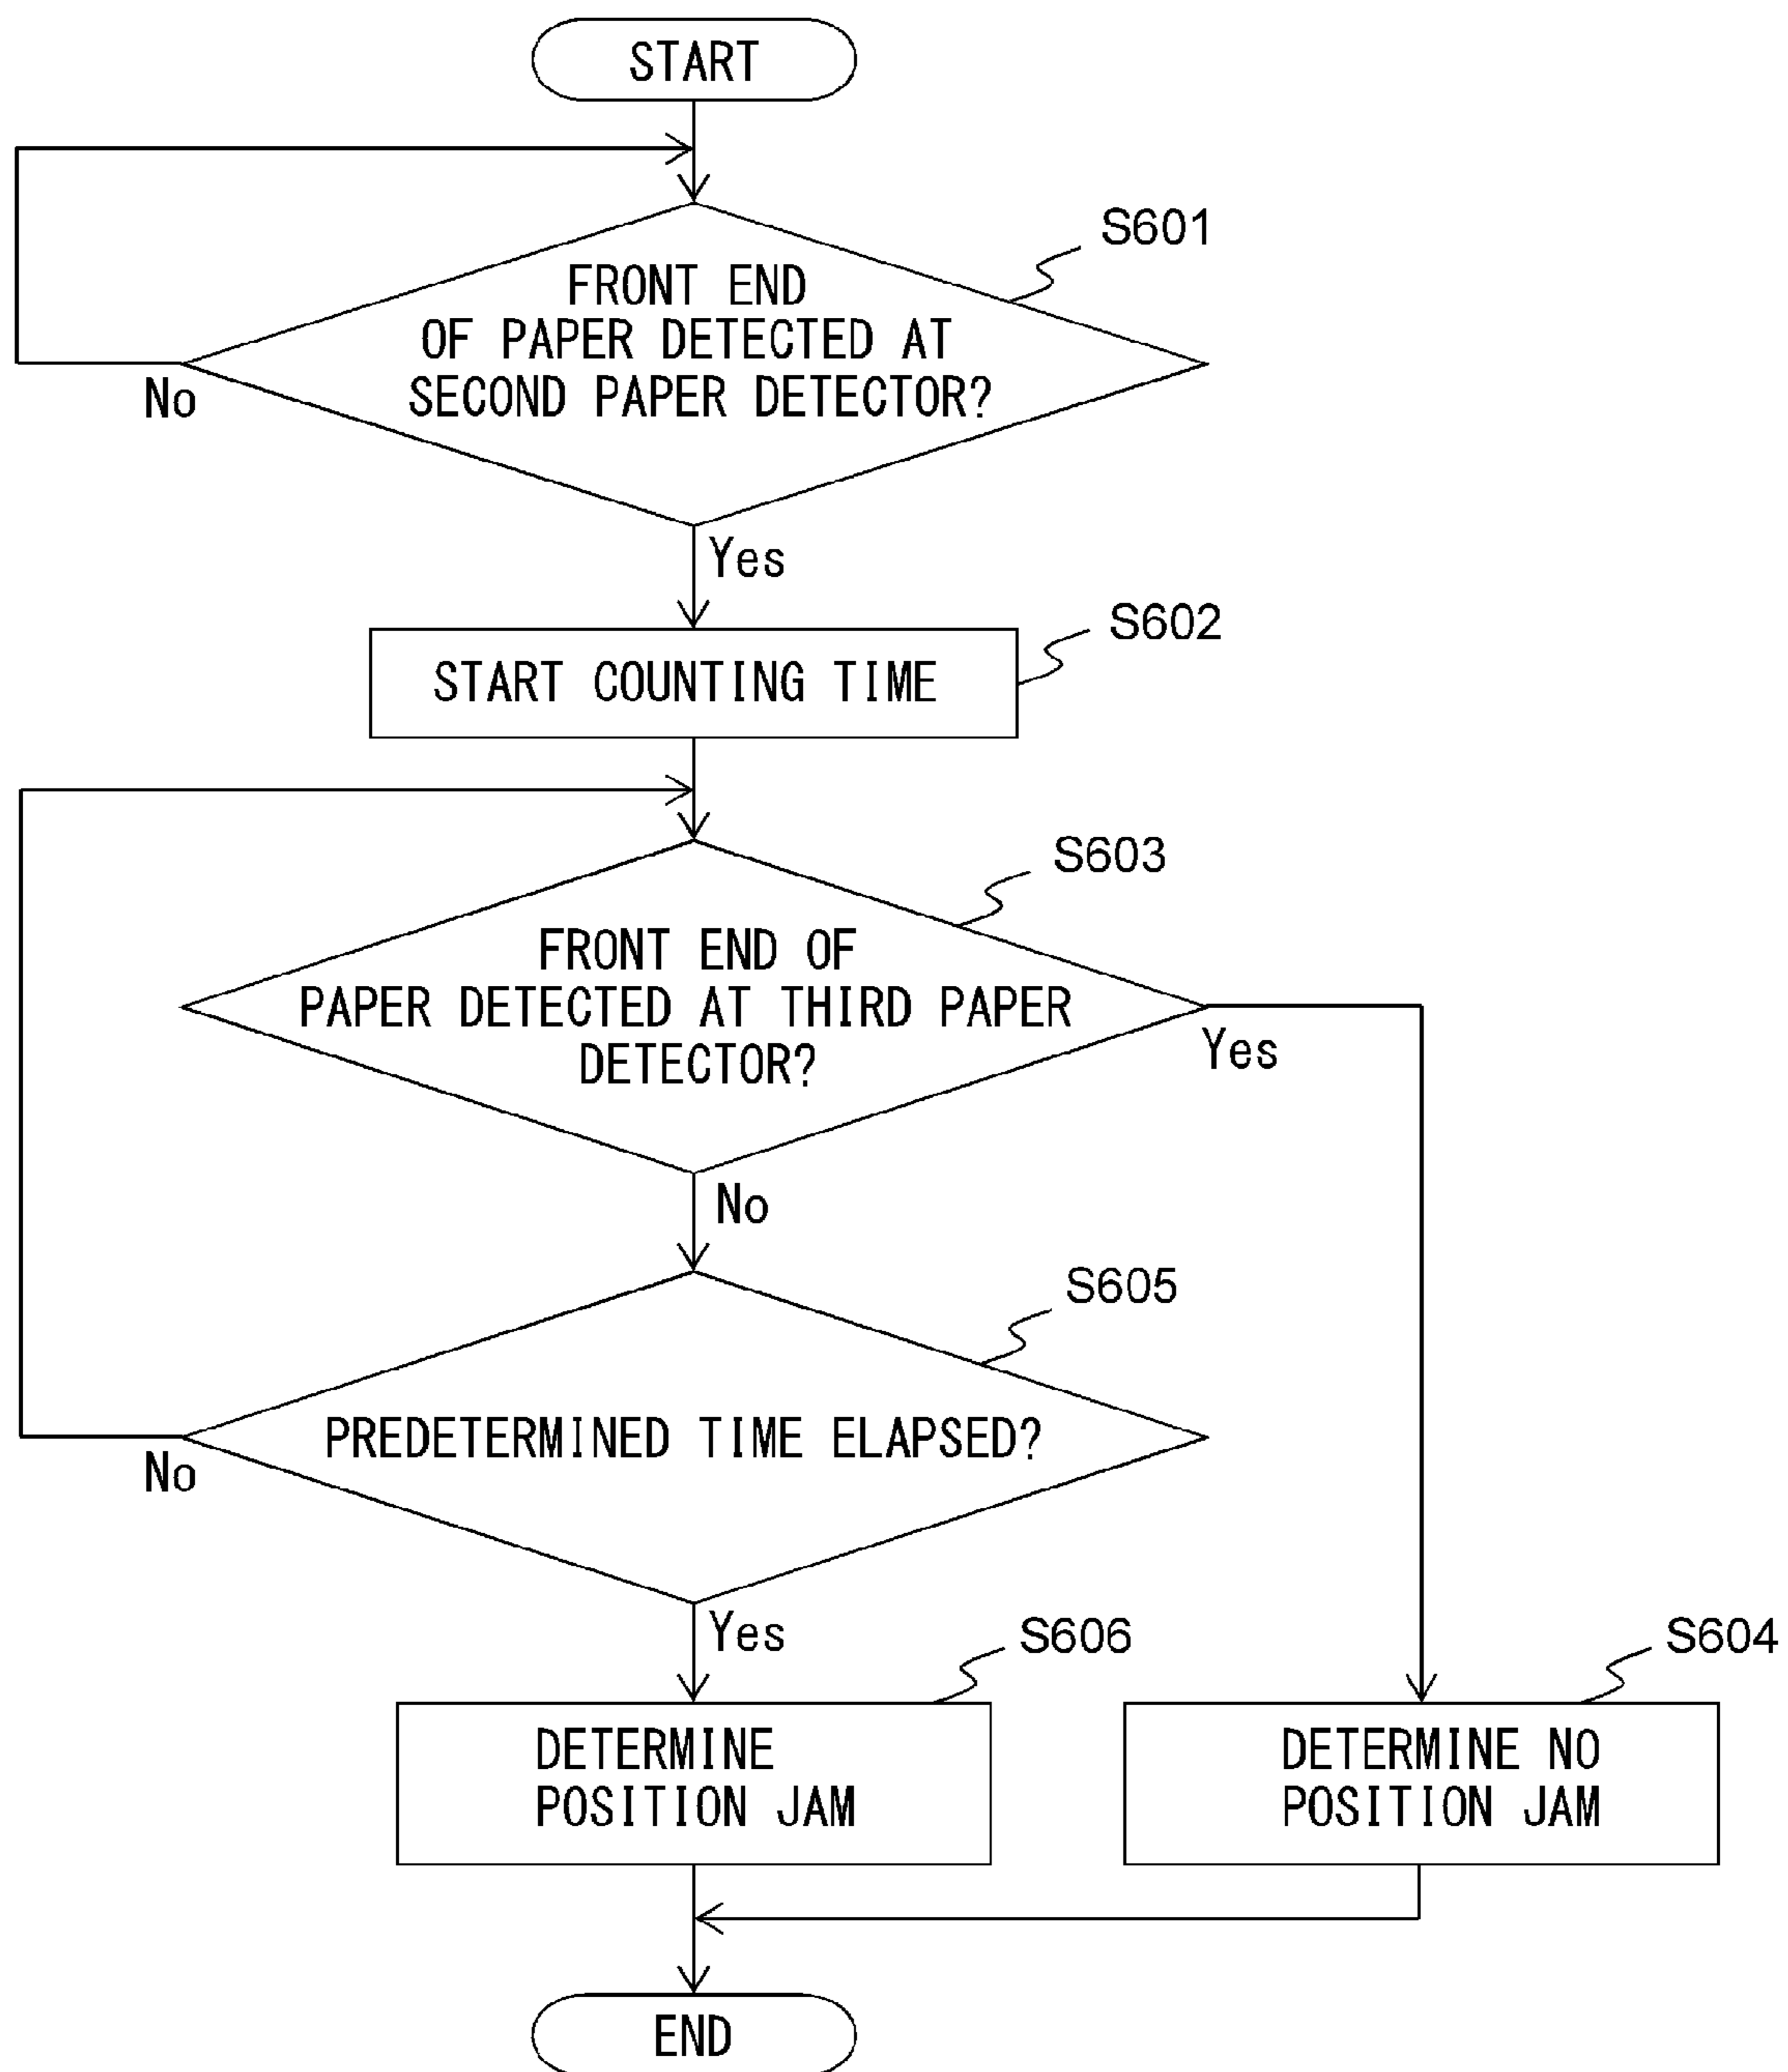 START
S601
FRONT END
OF PAPER DETECTED AT
SECOND PAPER DETECTOR?
No
Yes
S602
START COUNTING TIME
S603
FRONT END OF
PAPER DETECTED AT THIRD PAPER
DETECTOR?
Yes
No
S605
PREDETERMINED TIME ELAPSED?
No
Yes
S606
S604
DETERMINE
POSITION JAM
DETERMINE NO
POSITION JAM
END